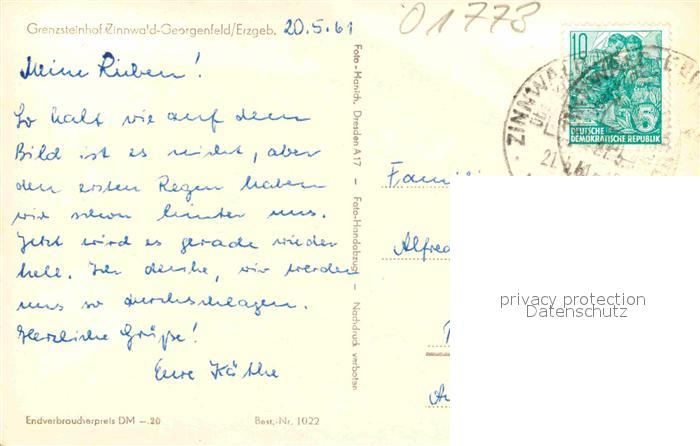 Grenzsteinhof Zinnwald-Georgenfeld/Erzgeb.
20.5.61
Meine Lieben!
So kalt wie auf dem
Bild ist es nicht, aber
den ersten Regen haben
wir schon hinter uns.
Jetzt wird es gerade wieder
hell. Ich denke, wir werden
uns so durchschlagen.
Herzliche Grüße!
Eure Käthe
Endverbraucherpreis DM —.20
Best.-Nr. 1022
Foto-Manich, Dresden A 17 — Foto-Handabzug — Nachdruck verboten
01773
10
5
DEUTSCHE
DEMOKRATISCHE REPUBLIK
ZINNWALD
Famili
Alfred
privacy protection
Datenschutz